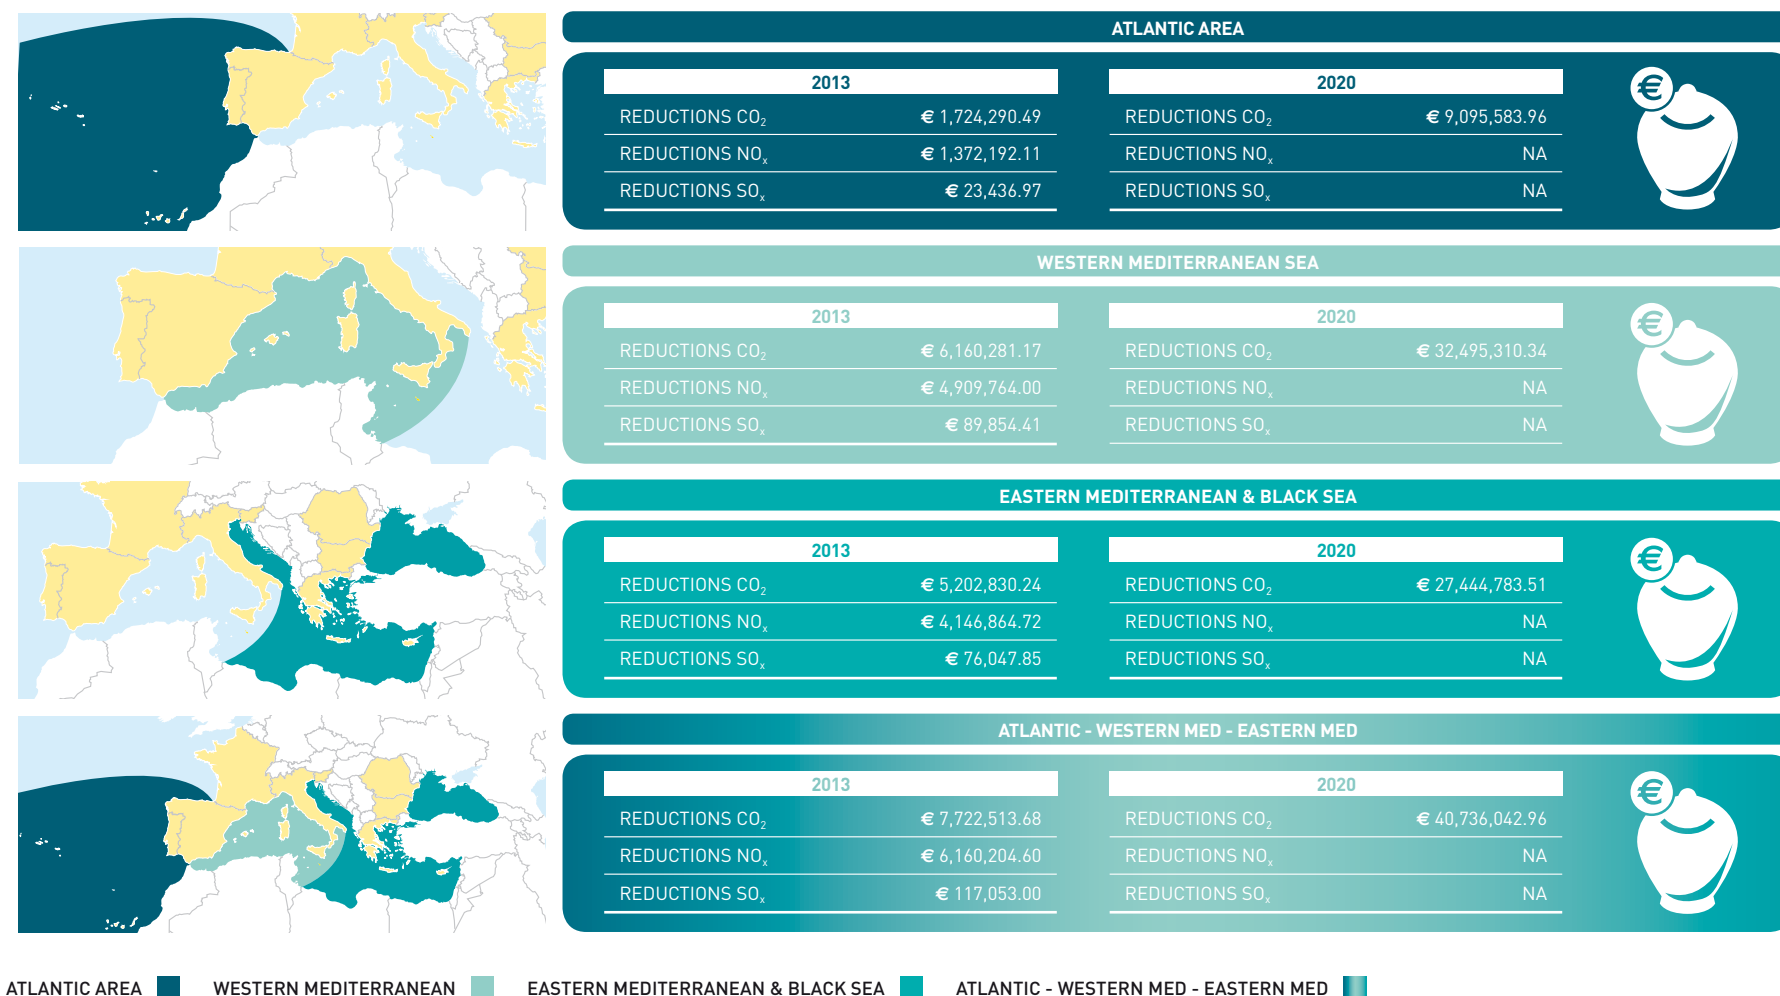 ATLANTIC AREA
2013
2020
REDUCTIONS CO₂ € 1,724,290.49 REDUCTIONS CO₂ € 9,095,583.96
REDUCTIONS NOₓ € 1,372,192.11 REDUCTIONS NOₓ NA
REDUCTIONS SOₓ € 23,436.97 REDUCTIONS SOₓ NA
€
WESTERN MEDITERRANEAN SEA
2013
2020
REDUCTIONS CO₂ € 6,160,281.17 REDUCTIONS CO₂ € 32,495,310.34
REDUCTIONS NOₓ € 4,909,764.00 REDUCTIONS NOₓ NA
REDUCTIONS SOₓ € 89,854.41 REDUCTIONS SOₓ NA
€
EASTERN MEDITERRANEAN & BLACK SEA
2013
2020
REDUCTIONS CO₂ € 5,202,830.24 REDUCTIONS CO₂ € 27,444,783.51
REDUCTIONS NOₓ € 4,146,864.72 REDUCTIONS NOₓ NA
REDUCTIONS SOₓ € 76,047.85 REDUCTIONS SOₓ NA
€
ATLANTIC - WESTERN MED - EASTERN MED
2013
2020
REDUCTIONS CO₂ € 7,722,513.68 REDUCTIONS CO₂ € 40,736,042.96
REDUCTIONS NOₓ € 6,160,204.60 REDUCTIONS NOₓ NA
REDUCTIONS SOₓ € 117,053.00 REDUCTIONS SOₓ NA
€
ATLANTIC AREA WESTERN MEDITERRANEAN EASTERN MEDITERRANEAN & BLACK SEA ATLANTIC - WESTERN MED - EASTERN MED